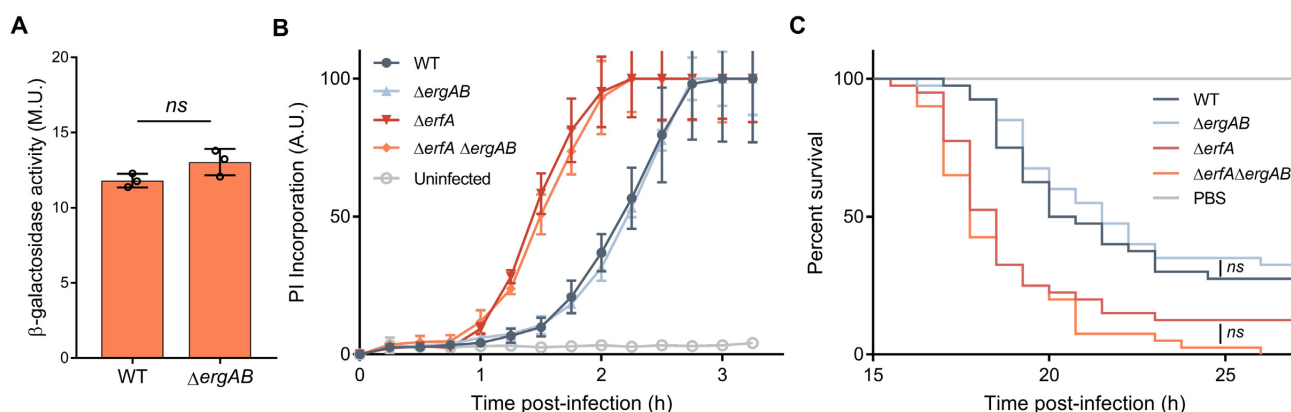 A
β-galactosidase activity (M.U.)
20
15
10
5
0
ns
WT
ΔergAB
B
PI Incorporation (A.U.)
100
50
0
WT
ΔergAB
ΔerfA
ΔerfA ΔergAB
Uninfected
0
1
2
3
Time post-infection (h)
C
Percent survival
100
50
0
WT
ΔergAB
ΔerfA
ΔerfAΔergAB
PBS
ns
ns
15
20
25
Time post-infection (h)